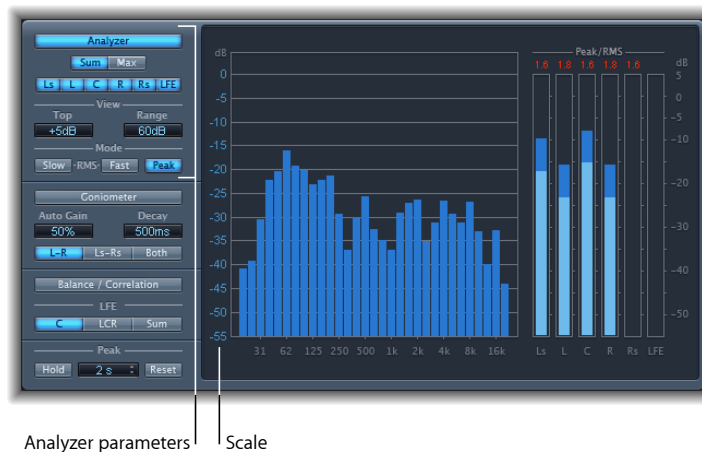 Analyzer
Sum Max
Ls L C R Rs LFE
View
Top Range
+5dB 60dB
Mode
Slow RMS Fast Peak
Goniometer
Auto Gain Decay
50% 500ms
L-R Ls-Rs Both
Balance / Correlation
LFE
C LCR Sum
Peak
Hold 2 s Reset
dB
0
-5
-10
-15
-20
-25
-30
-35
-40
-45
-50
-55
31 62 125 250 500 1k 2k 4k 8k 16k
Peak/RMS
1.6 1.8 1.6 1.8 1.6
dB
5
0
-5
-10
-20
-30
-40
-50
Ls L C R Rs LFE
Analyzer parameters Scale